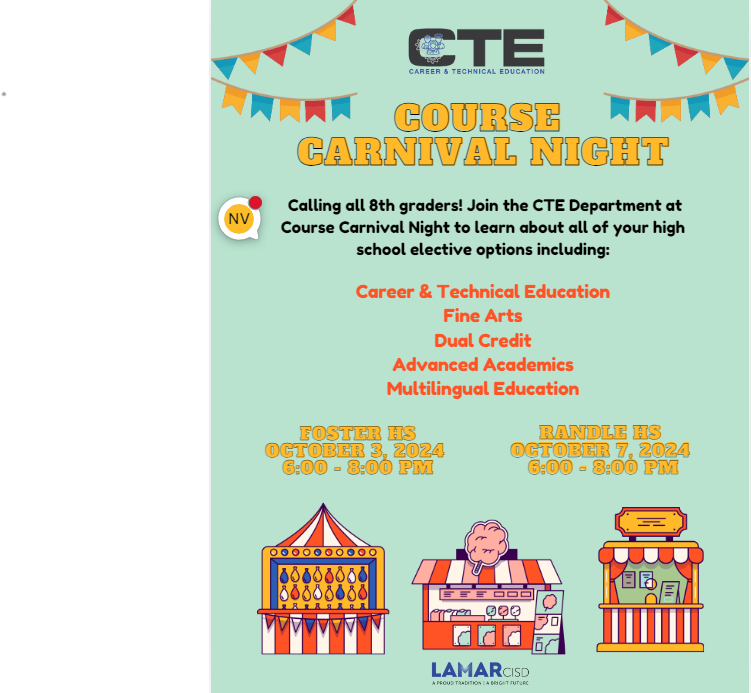 CTE
CAREER & TECHNICAL EDUCATION
COURSE
CARNIVAL NIGHT
NV
Calling all 8th graders! Join the CTE Department at
Course Carnival Night to learn about all of your high
school elective options including:
Career & Technical Education
Fine Arts
Dual Credit
Advanced Academics
Multilingual Education
FOSTER HS
OCTOBER 3, 2024
6:00 - 8:00 PM
RANDLE HS
OCTOBER 7, 2024
6:00 - 8:00 PM
LAMAR CISD
A PROUD TRADITION | A BRIGHT FUTURE